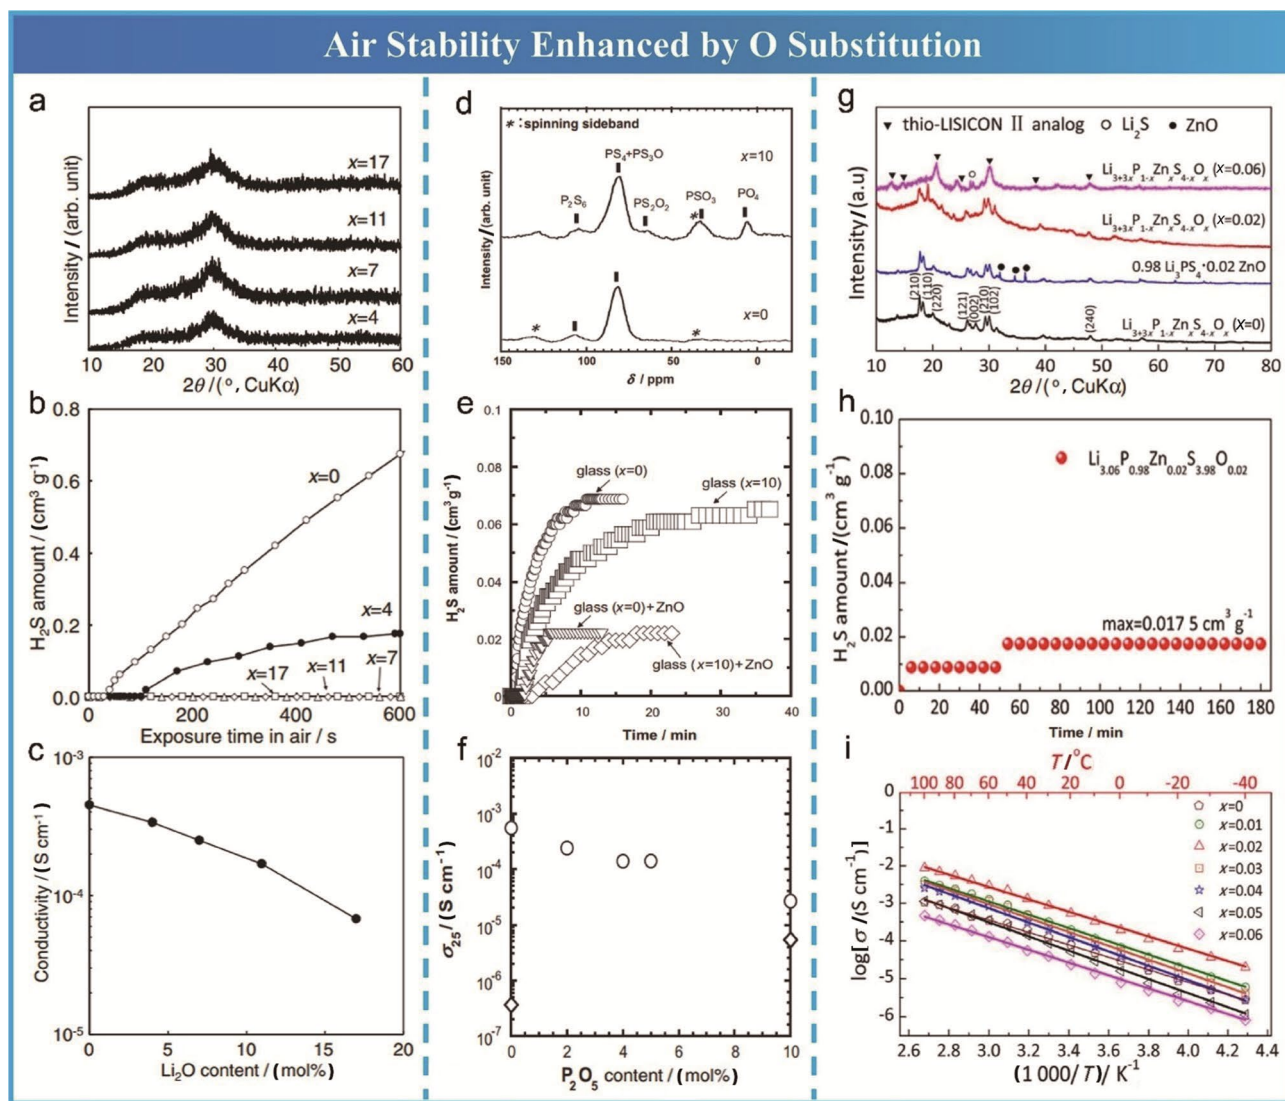 Air Stability Enhanced by O Substitution
a
Intensity / (arb. unit)
x=17
x=11
x=7
x=4
10 20 30 40 50 60
2θ /(°, CuKα)
b
H₂S amount / (cm³ g⁻¹)
0.8
0.6
0.4
0.2
0.0
x=0
x=4
x=17
x=11
x=7
0 200 400 600
Exposure time in air / s
c
Conductivity / (S cm⁻¹)
10⁻³
10⁻⁴
10⁻⁵
0 5 10 15 20
Li₂O content / (mol%)
d
*:spinning sideband
Intensity/(arb. unit)
PS₄+PS₃O
x=10
P₂S₆
PS₂O₂
PSO₃
*
PO₄
*
*
x=0
150 100 50 0
δ / ppm
e
H₂S amount / (cm³ g⁻¹)
0.1
0.08
0.06
0.04
0.02
0
glass (x=0)
glass (x=10)
glass (x=0)+ZnO
glass (x=10)+ZnO
0 10 20 30 40
Time / min
f
σ₂₅/ (S cm⁻¹)
10⁻²
10⁻³
10⁻⁴
10⁻⁵
10⁻⁶
10⁻⁷
0 2 4 6 8 10
P₂O₅ content / (mol%)
g
Intensity/(a.u)
▼ thio-LISICON II analog ○ Li₂S ● ZnO
Li₃₊₃ₓP₁₋ₓZnₓS₄₋ₓOₓ (x=0.06)
Li₃₊₃ₓP₁₋ₓZnₓS₄₋ₓOₓ (x=0.02)
0.98 Li₃PS₄·0.02 ZnO
(210)
(110)
(220)
(121)
(002)
(210)
(102)
(240)
Li₃₊₃ₓP₁₋ₓZnₓS₄₋ₓOₓ (x=0)
10 20 30 40 50 60 70 80
2θ/(°, CuKα)
h
H₂S amount /(cm³ g⁻¹)
0.10
0.08
0.06
0.04
0.02
0.00
Li₃.₀₆P₀.₉₈Zn₀.₀₂S₃.₉₈O₀.₀₂
max=0.017 5 cm³ g⁻¹
0 20 40 60 80 100 120 140 160 180
Time / min
i
T/°C
100 80 60 40 20 0 -20 -40
log[σ/(S cm⁻¹)]
0
-1
-2
-3
-4
-5
-6
x=0
x=0.01
x=0.02
x=0.03
x=0.04
x=0.05
x=0.06
2.6 3.0 3.4 3.8 4.2 4.4
(1 000/T)/ K⁻¹